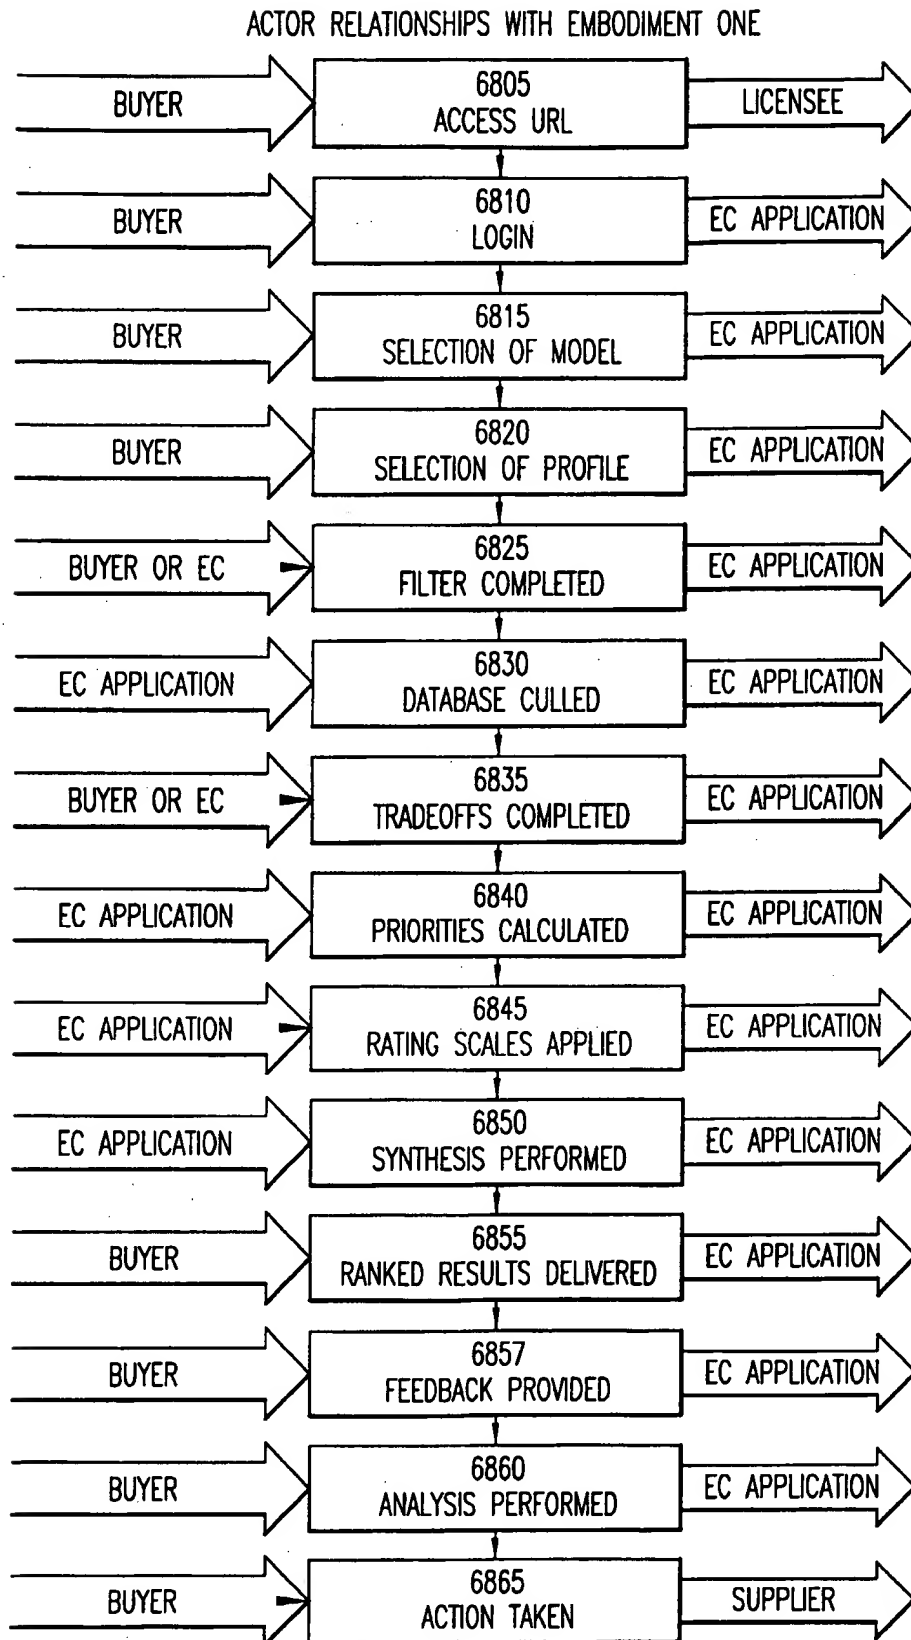 ACTOR RELATIONSHIPS WITH EMBODIMENT ONE
BUYER
6805
ACCESS URL
LICENSEE
BUYER
6810
LOGIN
EC APPLICATION
BUYER
6815
SELECTION OF MODEL
EC APPLICATION
BUYER
6820
SELECTION OF PROFILE
EC APPLICATION
BUYER OR EC
6825
FILTER COMPLETED
EC APPLICATION
EC APPLICATION
6830
DATABASE CULLED
EC APPLICATION
BUYER OR EC
6835
TRADEOFFS COMPLETED
EC APPLICATION
EC APPLICATION
6840
PRIORITIES CALCULATED
EC APPLICATION
EC APPLICATION
6845
RATING SCALES APPLIED
EC APPLICATION
EC APPLICATION
6850
SYNTHESIS PERFORMED
EC APPLICATION
BUYER
6855
RANKED RESULTS DELIVERED
EC APPLICATION
BUYER
6857
FEEDBACK PROVIDED
EC APPLICATION
BUYER
6860
ANALYSIS PERFORMED
EC APPLICATION
BUYER
6865
ACTION TAKEN
SUPPLIER